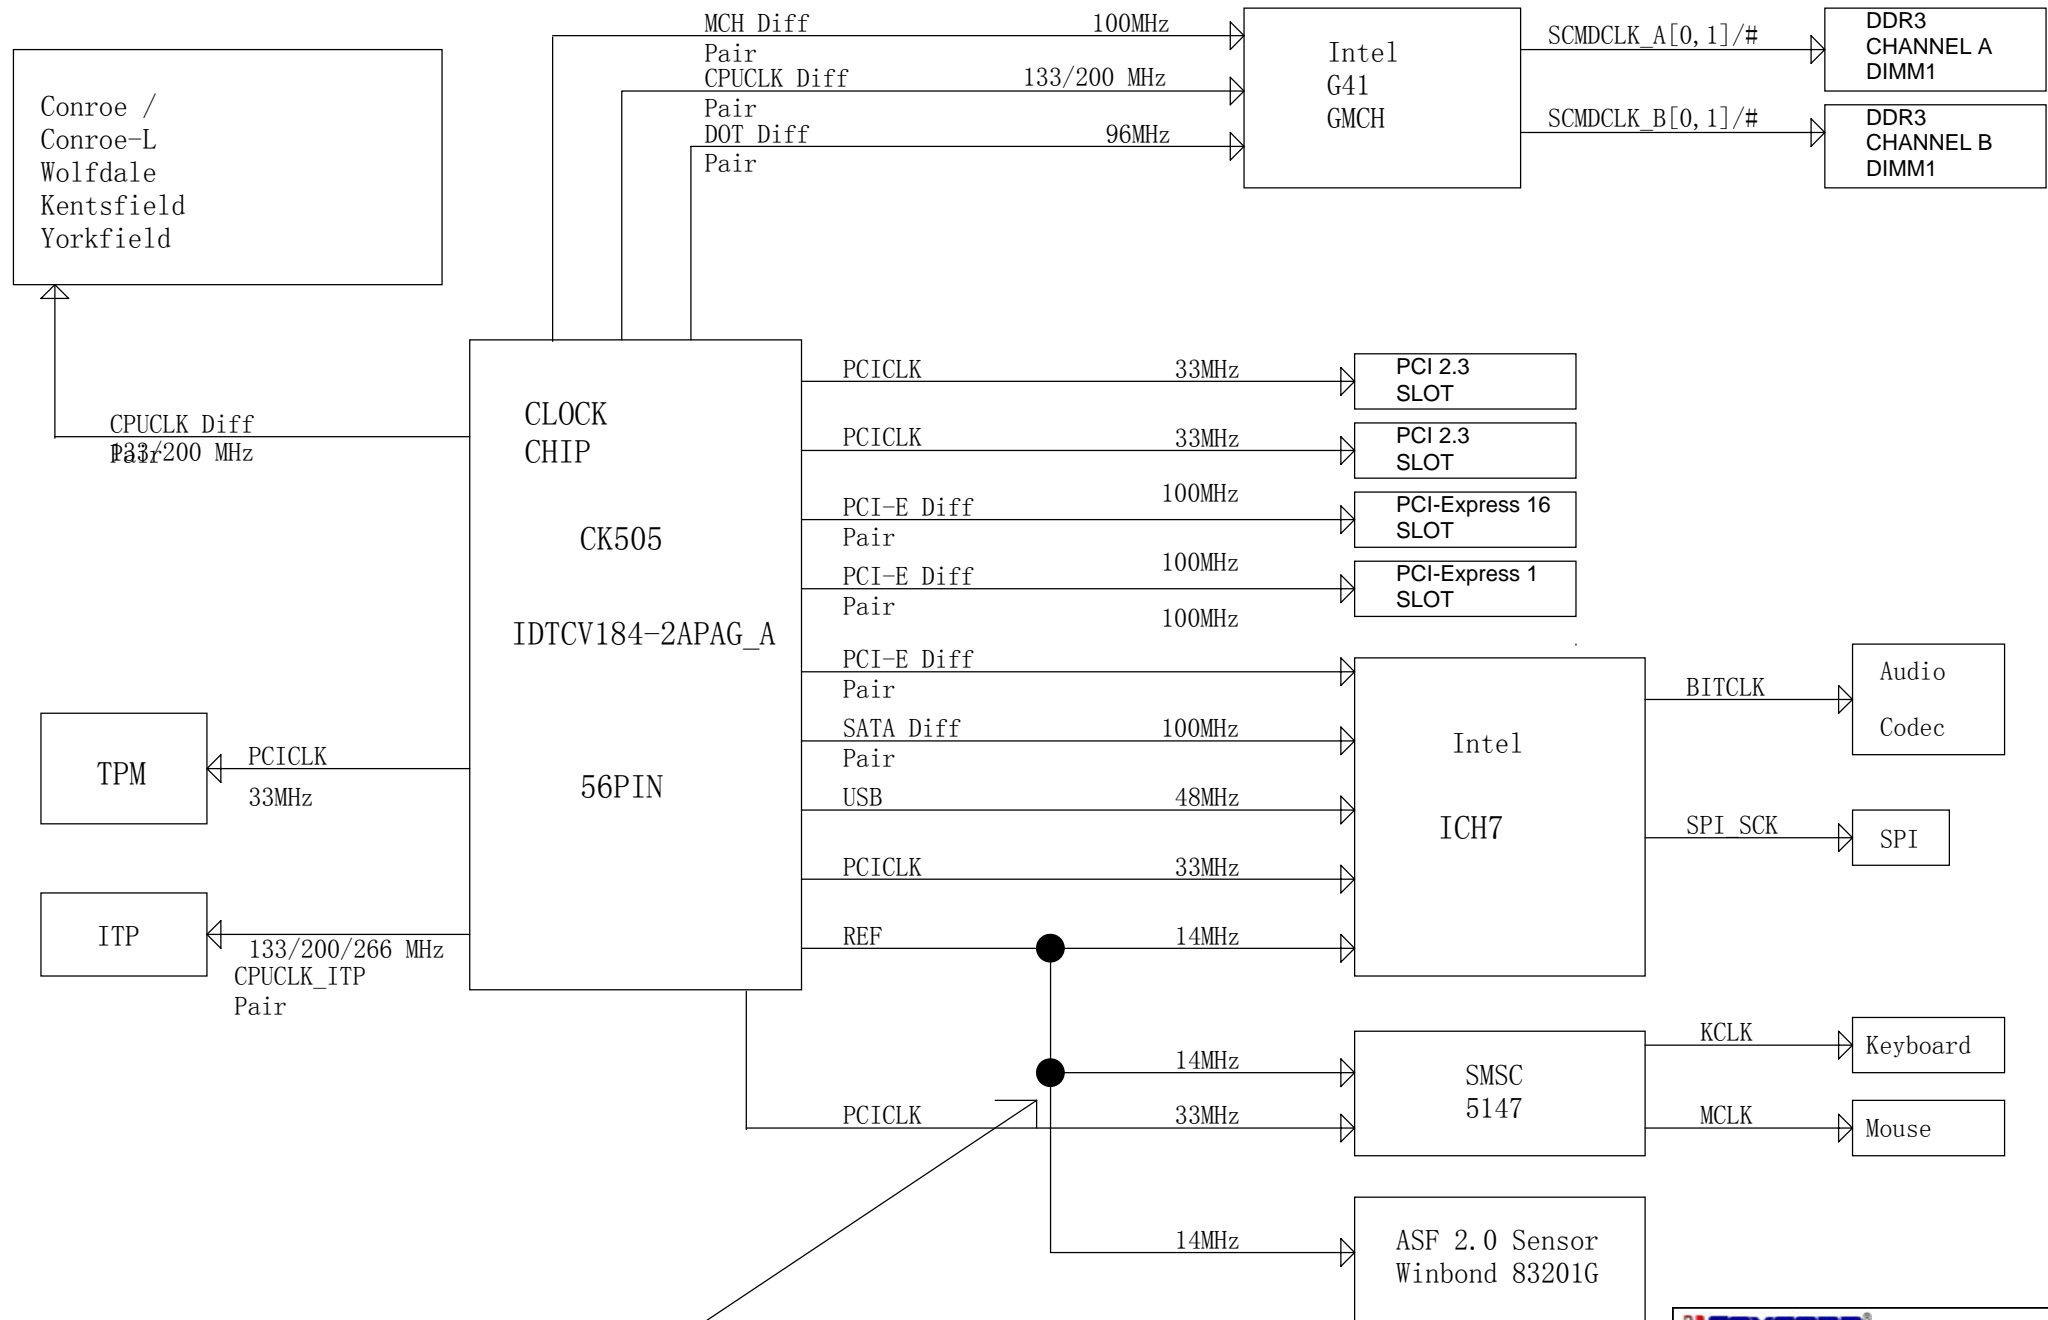 MCH Diff
Pair
100MHz
CPUCLK Diff
Pair
133/200 MHz
DOT Diff
Pair
96MHz
Intel
G41
GMCH
SCMDCLK_A[0,1]/#
SCMDCLK_B[0,1]/#
DDR3
CHANNEL A
DIMM1
DDR3
CHANNEL B
DIMM1
Conroe /
Conroe-L
Wolfdale
Kentsfield
Yorkfield
CPUCLK Diff
Pair
133/200 MHz
CLOCK
CHIP
CK505
IDTCV184-2APAG_A
56PIN
PCICLK
33MHz
PCI 2.3
SLOT
PCICLK
33MHz
PCI 2.3
SLOT
PCI-E Diff
Pair
100MHz
PCI-Express 16
SLOT
PCI-E Diff
Pair
100MHz
PCI-Express 1
SLOT
100MHz
PCI-E Diff
Pair
SATA Diff
Pair
100MHz
USB
48MHz
PCICLK
33MHz
REF
14MHz
Intel
ICH7
BITCLK
Audio
Codec
SPI_SCK
SPI
TPM
PCICLK
33MHz
ITP
133/200/266 MHz
CPUCLK_ITP
Pair
14MHz
PCICLK
33MHz
SMSC
5147
KCLK
Keyboard
MCLK
Mouse
14MHz
ASF 2.0 Sensor
Winbond 83201G